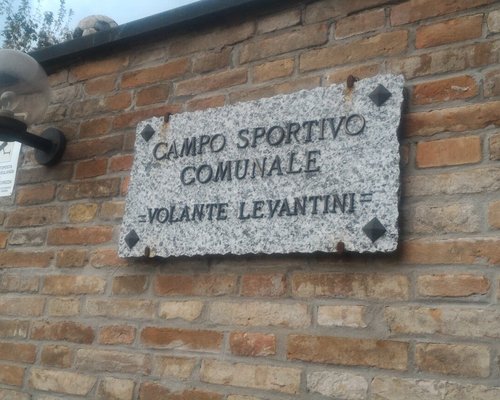 CAMPO SPORTIVO
COMUNALE
=VOLANTE LEVANTINI=